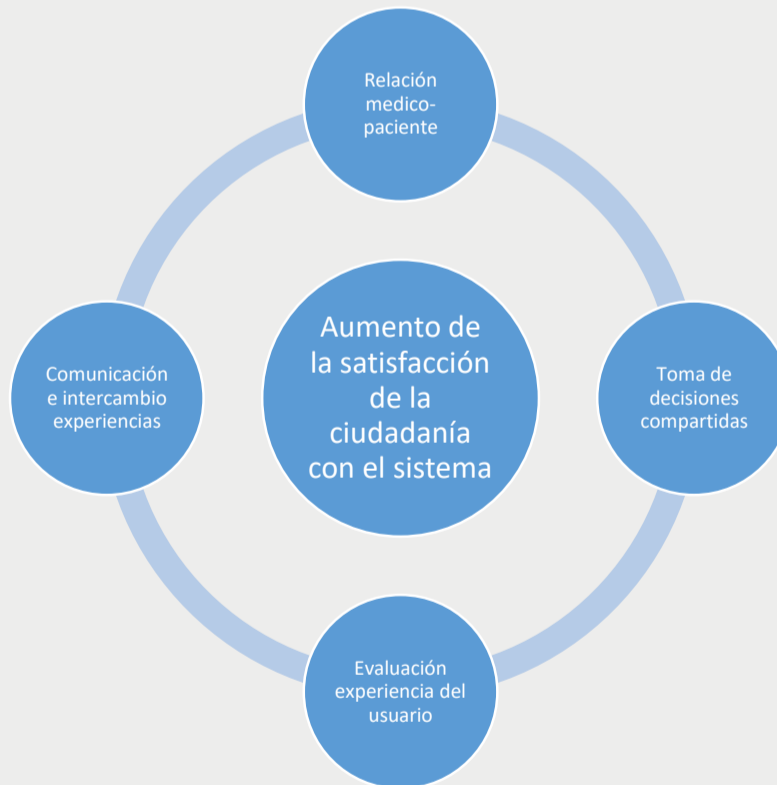 Relación
medico-
paciente
Aumento de
la satisfacción
de la
ciudadanía
con el sistema
Comunicación
e intercambio
experiencias
Toma de
decisiones
compartidas
Evaluación
experiencia del
usuario